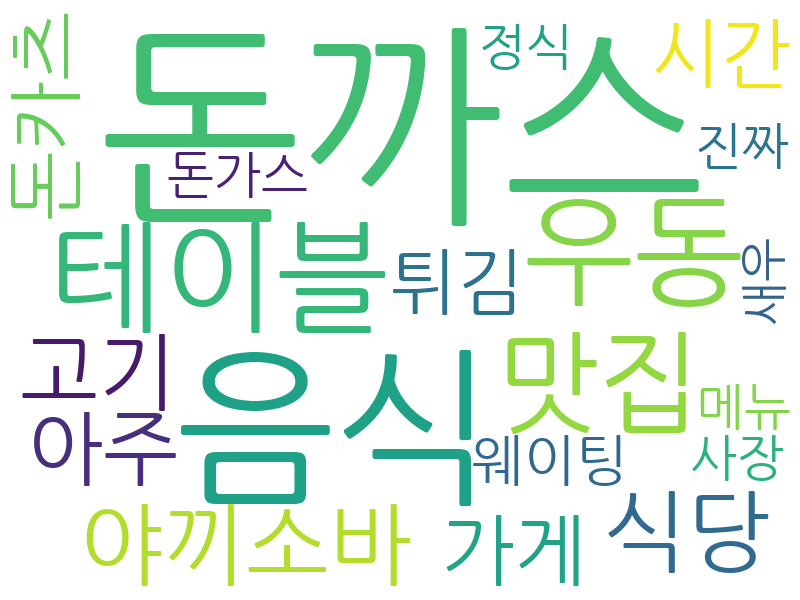 돈까스
정식
시간
돈카츠
돈가스
진짜
테이블
튀김
우동
새우
고기
음식
맛집
메뉴
아주
웨이팅
사장
야끼소바
가게
식당